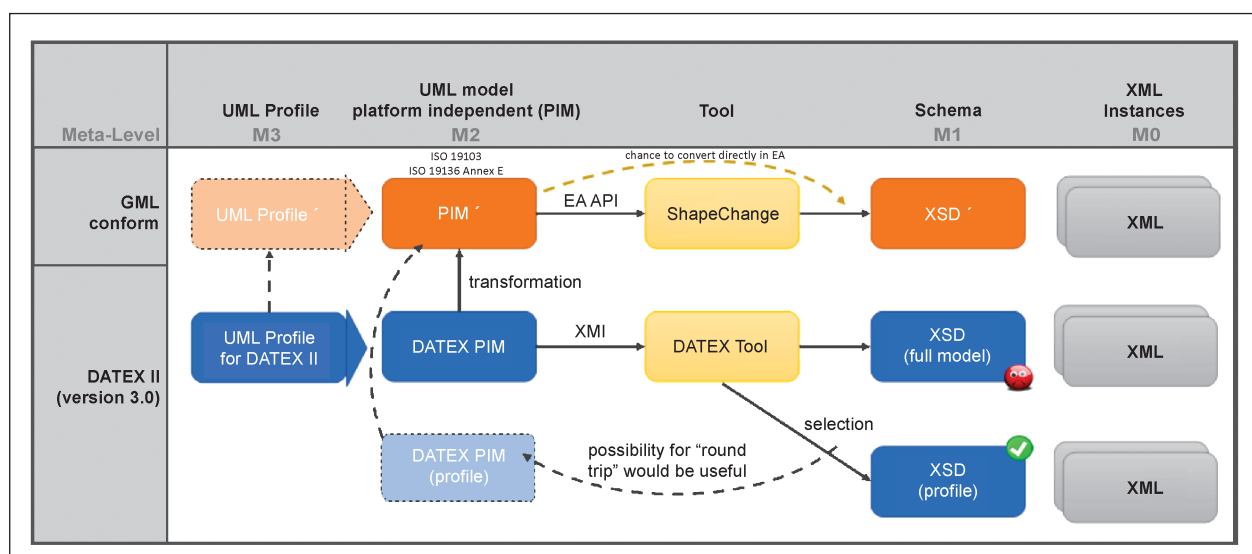 UML Profile
M3
UML model
platform independent (PIM)
M2
Tool
Schema
M1
XML
Instances
M0
Meta-Level
GML
conform
ISO 19103
ISO 19136 Annex E
chance to convert directly in EA
UML Profile ´
PIM ´
EA API
ShapeChange
XSD ´
XML
transformation
DATEX II
(version 3.0)
UML Profile
for DATEX II
DATEX PIM
XMI
DATEX Tool
XSD
(full model)
XML
selection
DATEX PIM
(profile)
possibility for “round
trip” would be useful
XSD
(profile)
XML